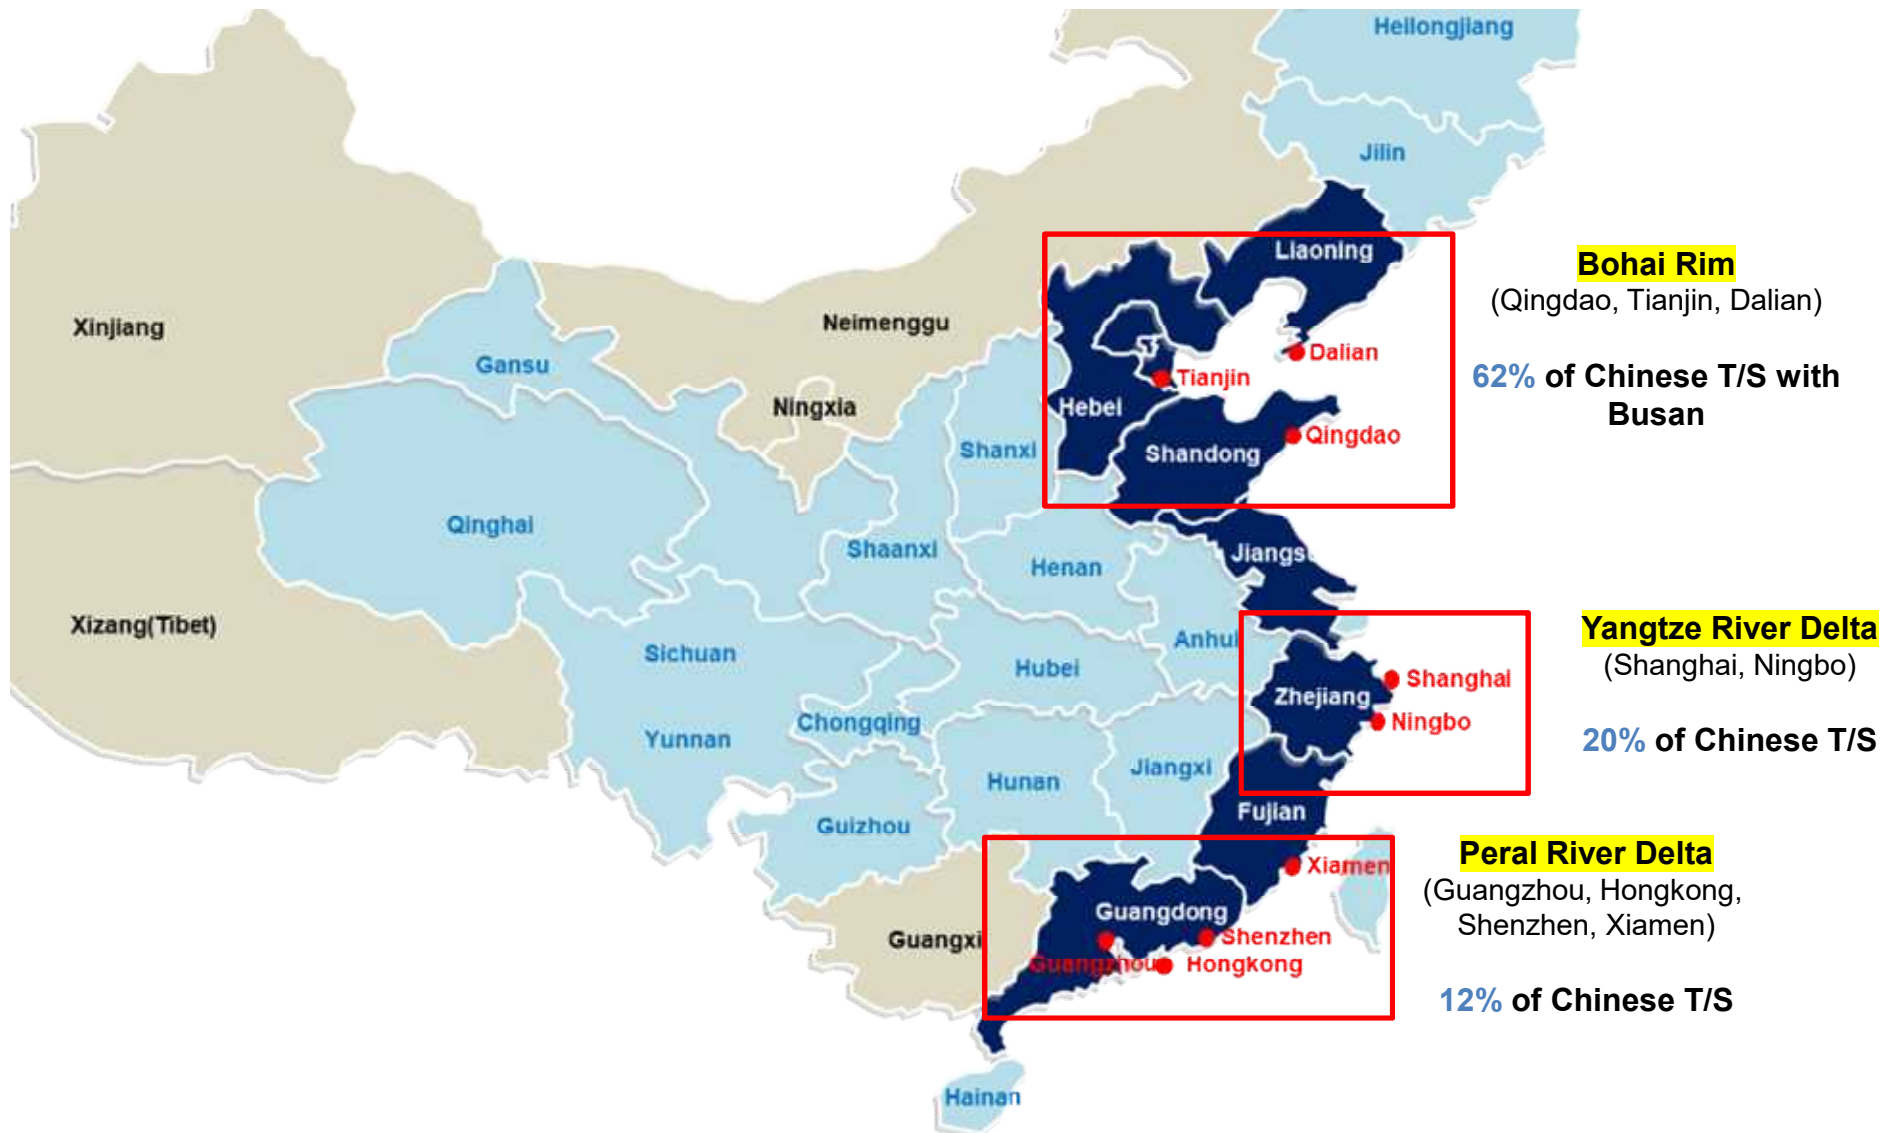 Heilongjiang
Jilin
Liaoning
Bohai Rim
(Qingdao, Tianjin, Dalian)
62% of Chinese T/S with
Busan
Xinjiang
Neimenggu
Gansu
Dalian
Tianjin
Ningxia
Hebei
Qingdao
Shanxi
Shandong
Qinghai
Shaanxi
Henan
Jiangs
Xizang(Tibet)
Sichuan
Anhui
Hubei
Yangtze River Delta
(Shanghai, Ningbo)
20% of Chinese T/S
Shanghai
Zhejiang
Ningbo
Chongqing
Yunnan
Jiangxi
Hunan
Guizhou
Fujian
Peral River Delta
(Guangzhou, Hongkong,
Shenzhen, Xiamen)
12% of Chinese T/S
Xiamen
Guangdong
Guangxi
Shenzhen
Guangzhou
Hongkong
Hainan